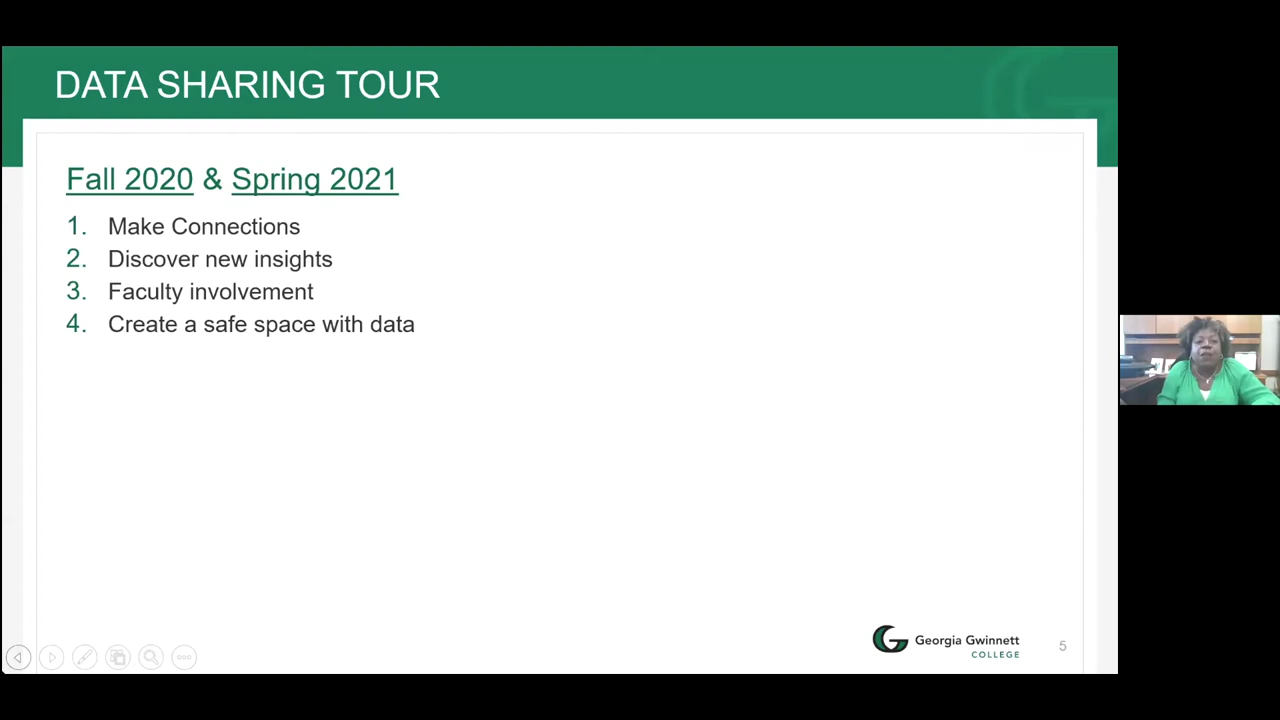 DATA SHARING TOUR
Fall 2020 & Spring 2021
1. Make Connections
2. Discover new insights
3. Faculty involvement
4. Create a safe space with data
Georgia Gwinnett
COLLEGE
5